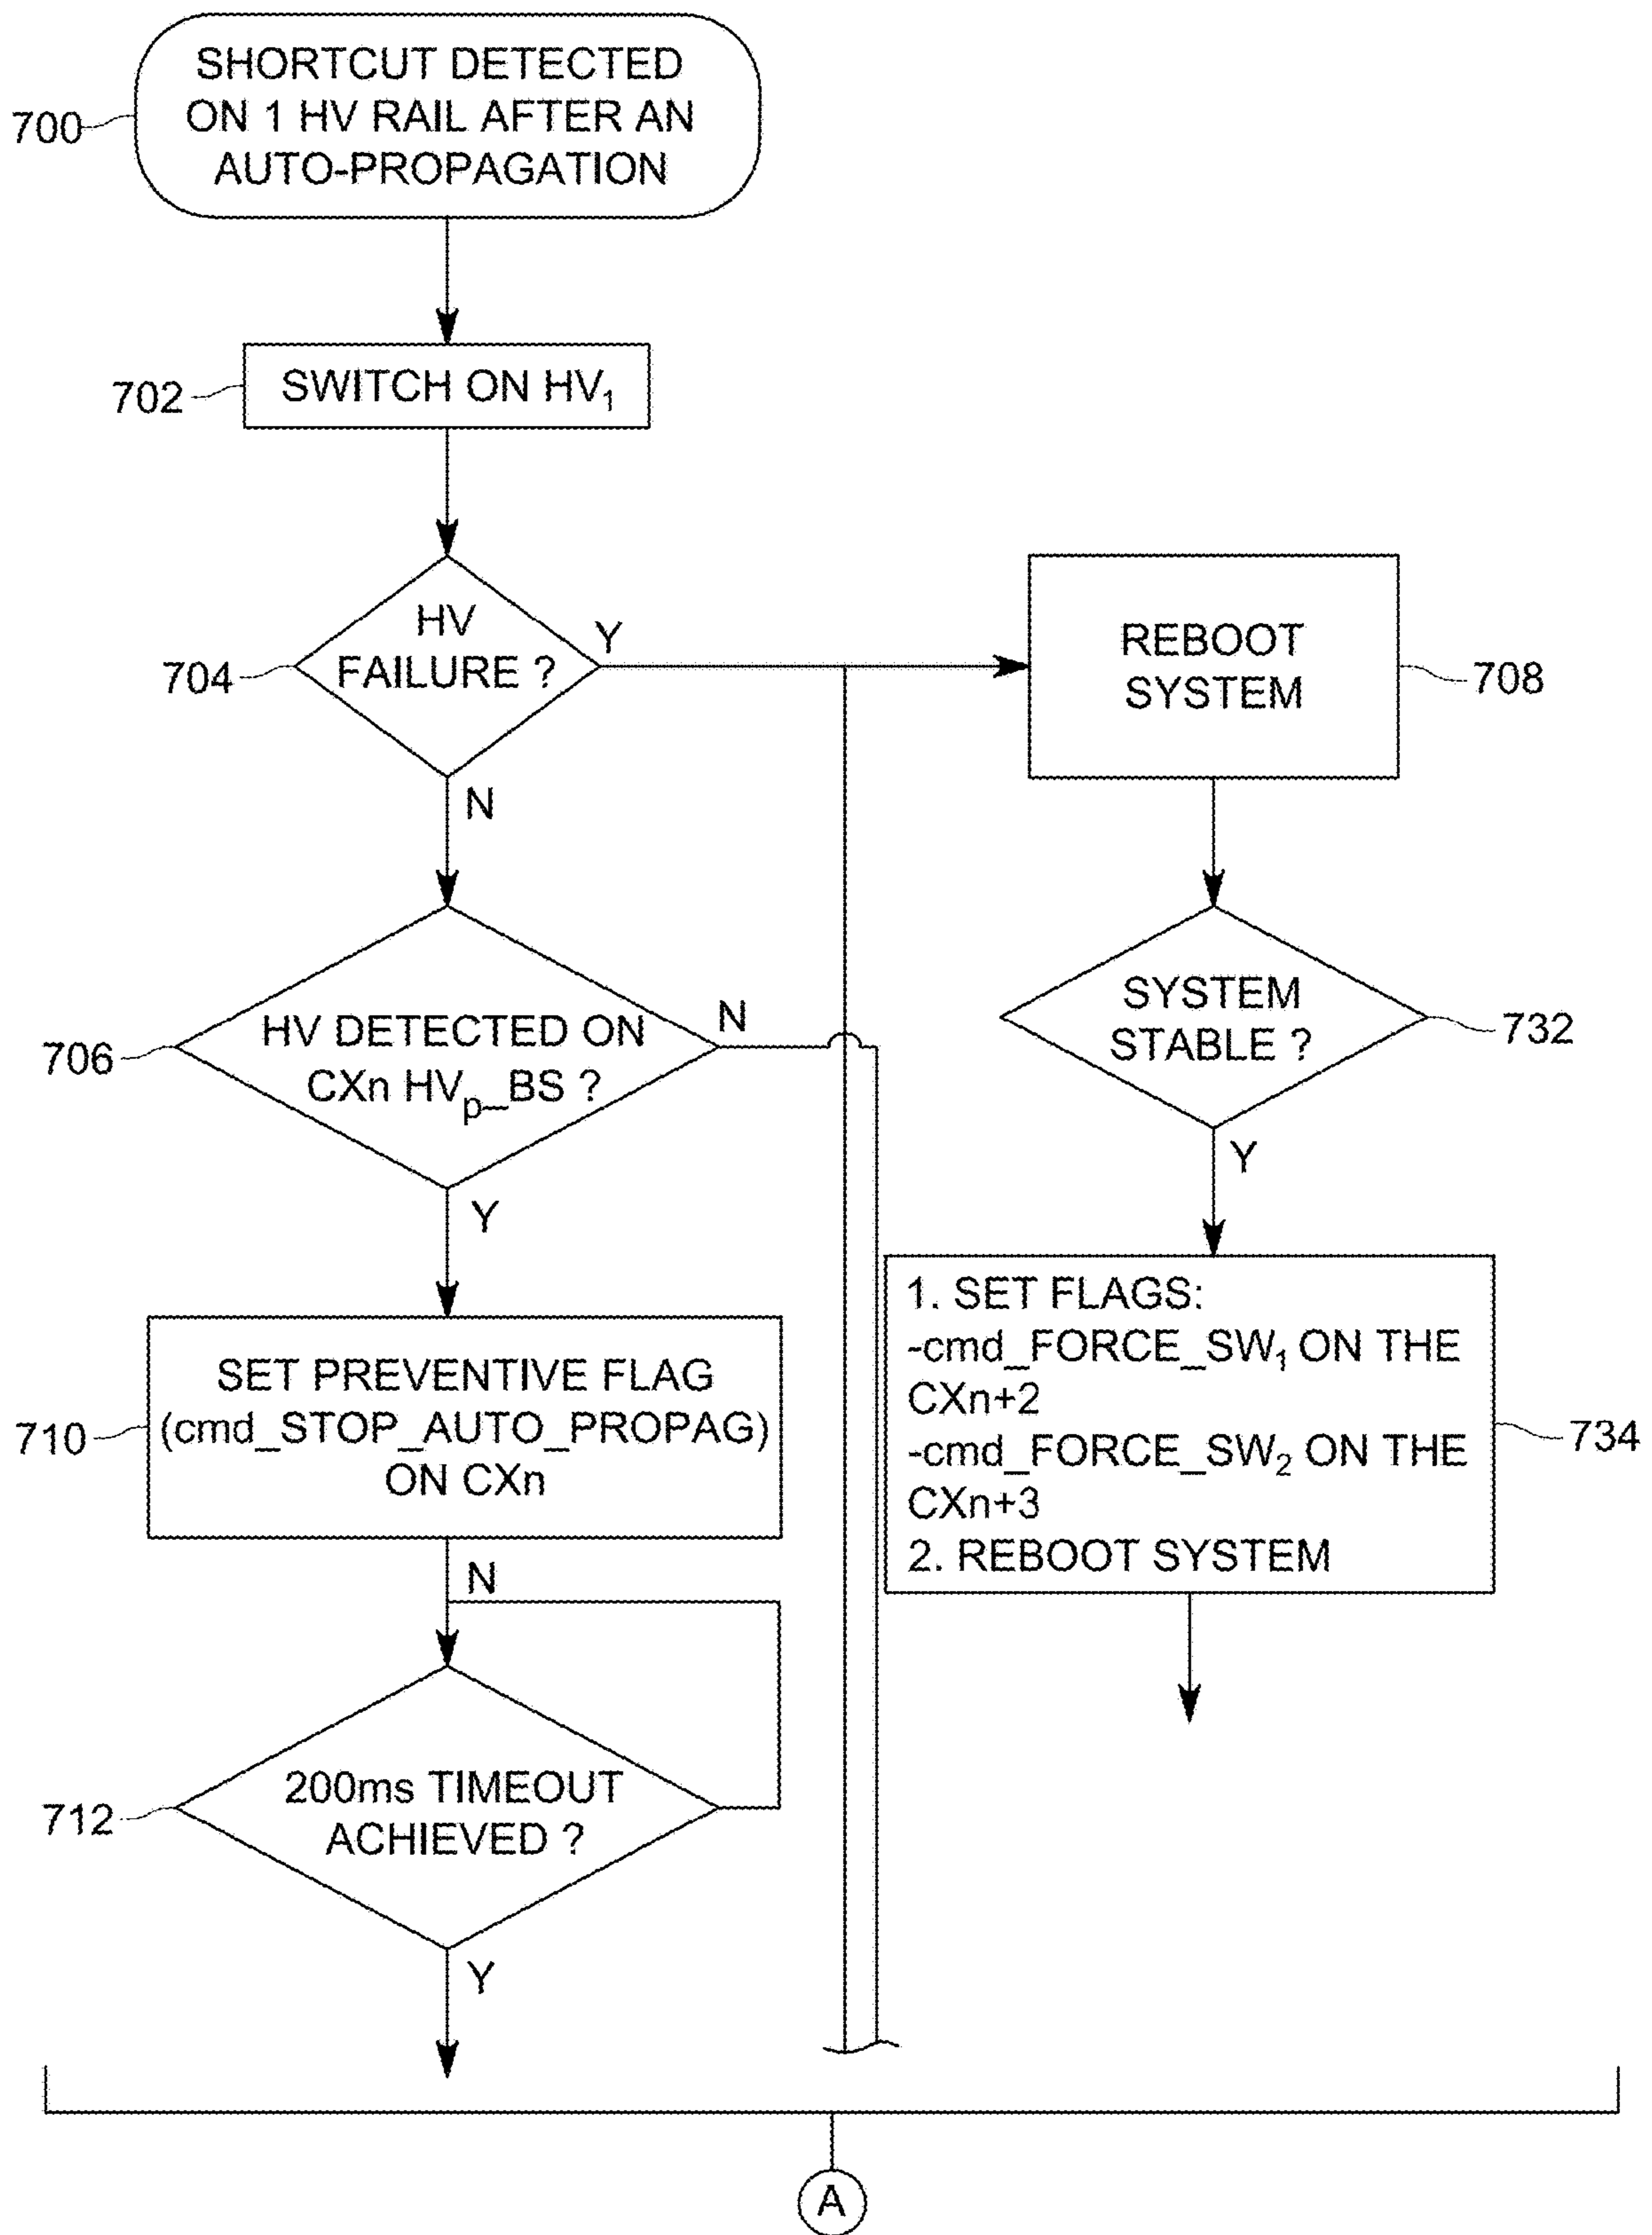 SHORTCUT DETECTED
ON 1 HV RAIL AFTER AN
AUTO-PROPAGATION
700
SWITCH ON HV1
702
HV
FAILURE ?
704
Y
N
REBOOT
SYSTEM
708
HV DETECTED ON
CXn HVp_BS ?
706
N
Y
SYSTEM
STABLE ?
732
Y
SET PREVENTIVE FLAG
(cmd_STOP_AUTO_PROPAG)
ON CXn
710
1. SET FLAGS:
-cmd_FORCE_SW1 ON THE
CXn+2
-cmd_FORCE_SW2 ON THE
CXn+3
2. REBOOT SYSTEM
734
N
200ms TIMEOUT
ACHIEVED ?
712
Y
A